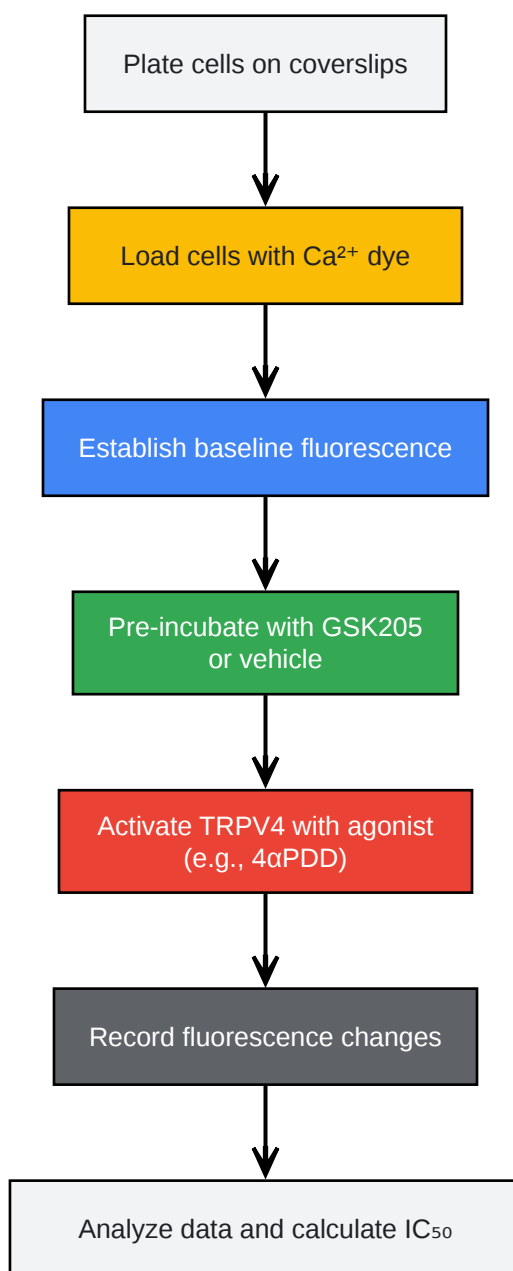 Plate cells on coverslips
Load cells with Ca²⁺ dye
Establish baseline fluorescence
Pre-incubate with GSK205
or vehicle
Activate TRPV4 with agonist
(e.g., 4αPDD)
Record fluorescence changes
Analyze data and calculate IC₅₀